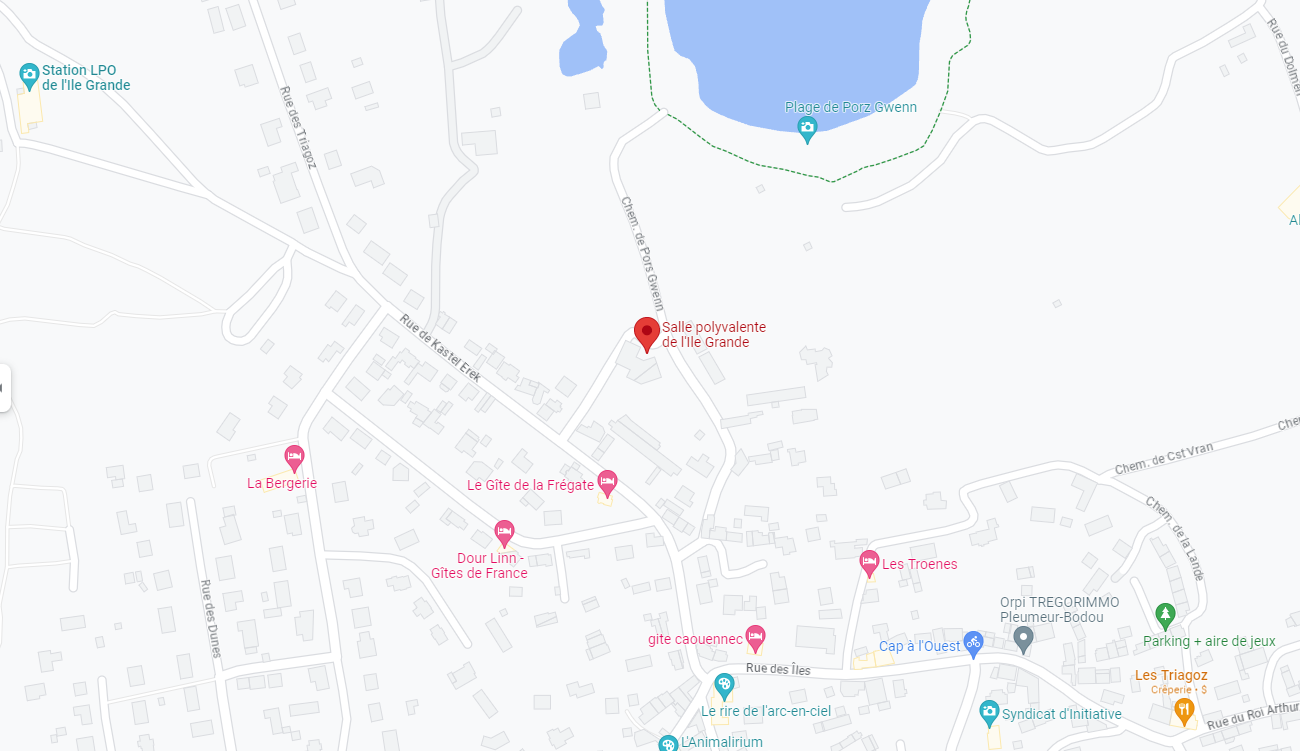 Station LPO
de l'Ile Grande
Rue des Triagoz
Plage de Porz Gwenn
Rue du Dolmen
Chem. de Pors Gwenn
Al
Salle polyvalente
de l'Ile Grande
Rue de Kastel Erek
Chem. de Cst Vran
Che
La Bergerie
Le Gîte de la Frégate
Chem. de la Lande
Dour Linn -
Gîtes de France
Les Troenes
Rue des Dunes
Orpi TREGORIMMO
Pleumeur-Bodou
gite caouennec
Cap à l'Ouest
Parking + aire de jeux
Rue des Îles
Les Triagoz
Crêperie • $
Le rire de l'arc-en-ciel
Syndicat d'Initiative
Rue du Roi Arthur
L'Animalirium